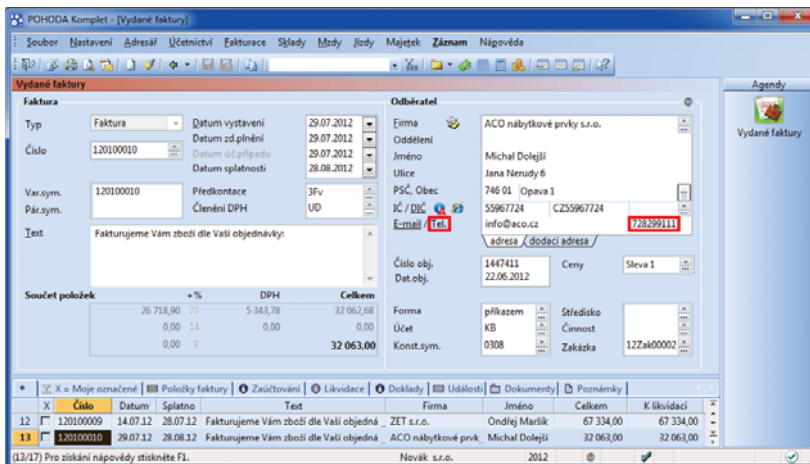 POHODA Komplet - [Vydané faktury]
Soubor Nastavení Adresář Účetnictví Fakturace Sklady Mzdy Jízdy Majetek Záznam Nápověda
Vydané faktury
Agendy
Vydané faktury
Faktura
Typ Faktura
Číslo 120100010
Datum vystavení 29.07.2012
Datum zd.plnění 29.07.2012
Datum úč.případu 29.07.2012
Datum splatnosti 28.08.2012
Var.sym. 120100010
Pár.sym.
Předkontace 3Fv
Členění DPH UD
Text Fakturujeme Vám zboží dle Vaší objednávky:
Součet položek +% DPH Celkem
26 718,90 20 5 343,78 32 062,68
0,00 14 0,00 0,00
0,00 0 32 063,00
Odběratel
Firma ACO nábytkové prvky s.r.o.
Oddělení
Jméno Michal Dolejší
Ulice Jana Nerudy 6
PSČ, Obec 746 01 Opava 1
IČ / DIČ 55967724 CZ55967724
E-mail / Tel. info@aco.cz 728299111
adresa dodací adresa
Číslo obj. 1447411 Ceny Sleva 1
Dat.obj. 22.06.2012
Forma příkazem Středisko
Účet KB Činnost
Konst.sym. 0308 Zakázka 12Zak00002
X = Moje označené Položky faktury Zaúčtování Likvidace Doklady Události Dokumenty Poznámky
X Číslo Datum Splatno Text Firma Jméno Celkem K likvidaci
12 120100009 14.07.12 28.07.12 Fakturujeme Vám zboží dle Vaší objedná ZET s.r.o. Ondřej Maršík 67 334,00 67 334,00
13 120100010 29.07.12 28.08.12 Fakturujeme Vám zboží dle Vaší objedná ACO nábytkové prvk Michal Dolejší 32 063,00 32 063,00
(13/17) Pro získání nápovědy stiskněte F1. Novák s.r.o. 2012 @